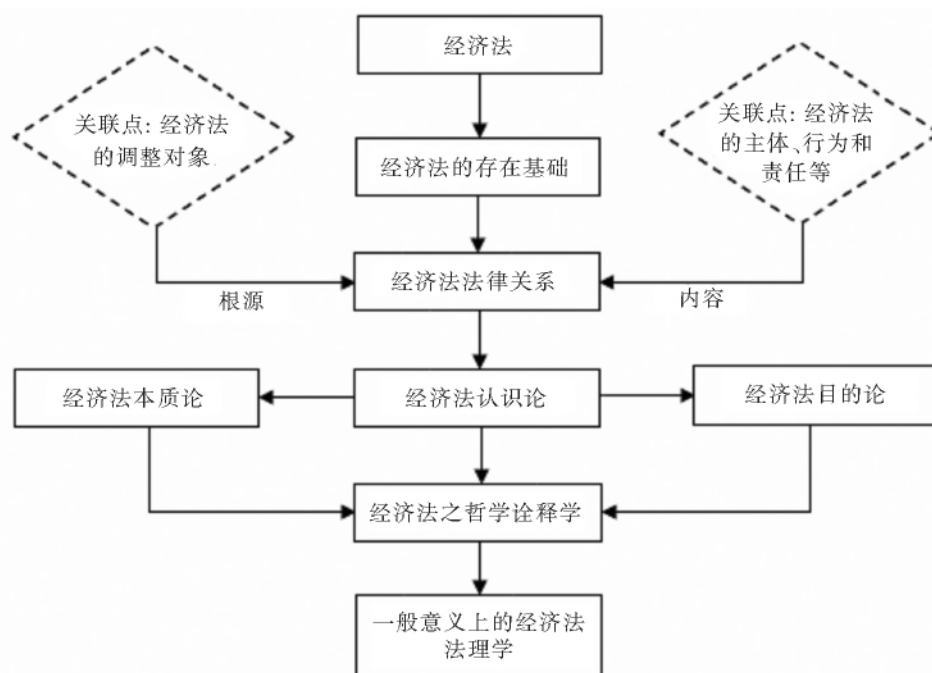 经济法
关联点: 经济法
的调整对象
关联点: 经济法
的主体、行为和
责任等
经济法的存在基础
经济法法律关系
根源
内容
经济法本质论
经济法认识论
经济法目的论
经济法之哲学诠释学
一般意义上的经济法
法理学